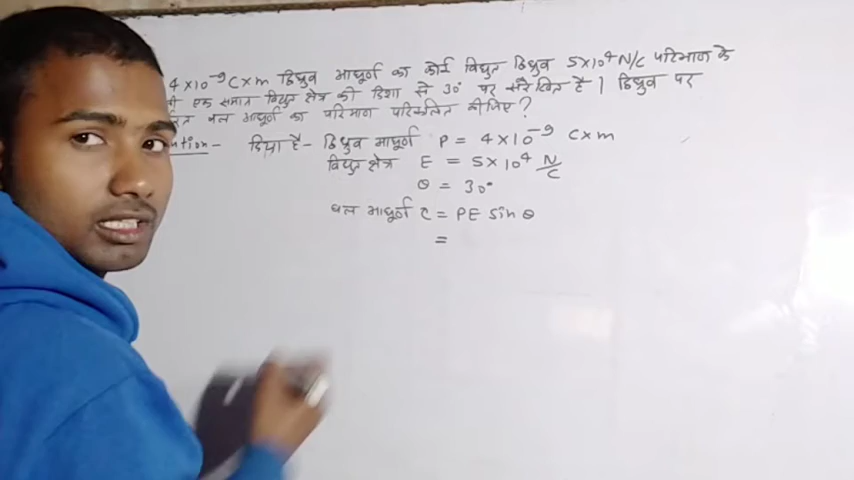 4×10⁻⁹ C×m द्विध्रुव आघूर्ण का कोई विद्युत द्विध्रुव 5×10⁴ N/C परिमाण के
एक समान विद्युत क्षेत्र की दिशा से 30° पर संरेखित है। द्विध्रुव पर
बल आघूर्ण का परिमाण परिकलित कीजिए?
दिया है- द्विध्रुव आघूर्ण P = 4×10⁻⁹ C×m
विद्युत क्षेत्र E = 5×10⁴ N/C
θ = 30°
बल आघूर्ण τ = PE sin θ
=